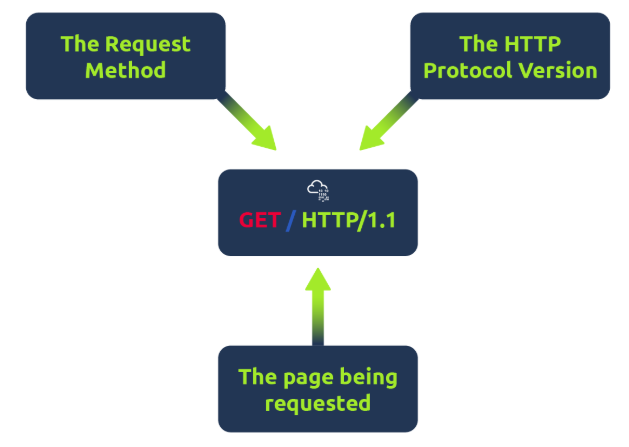 The Request
Method
The HTTP
Protocol Version
GET / HTTP/1.1
The page being
requested